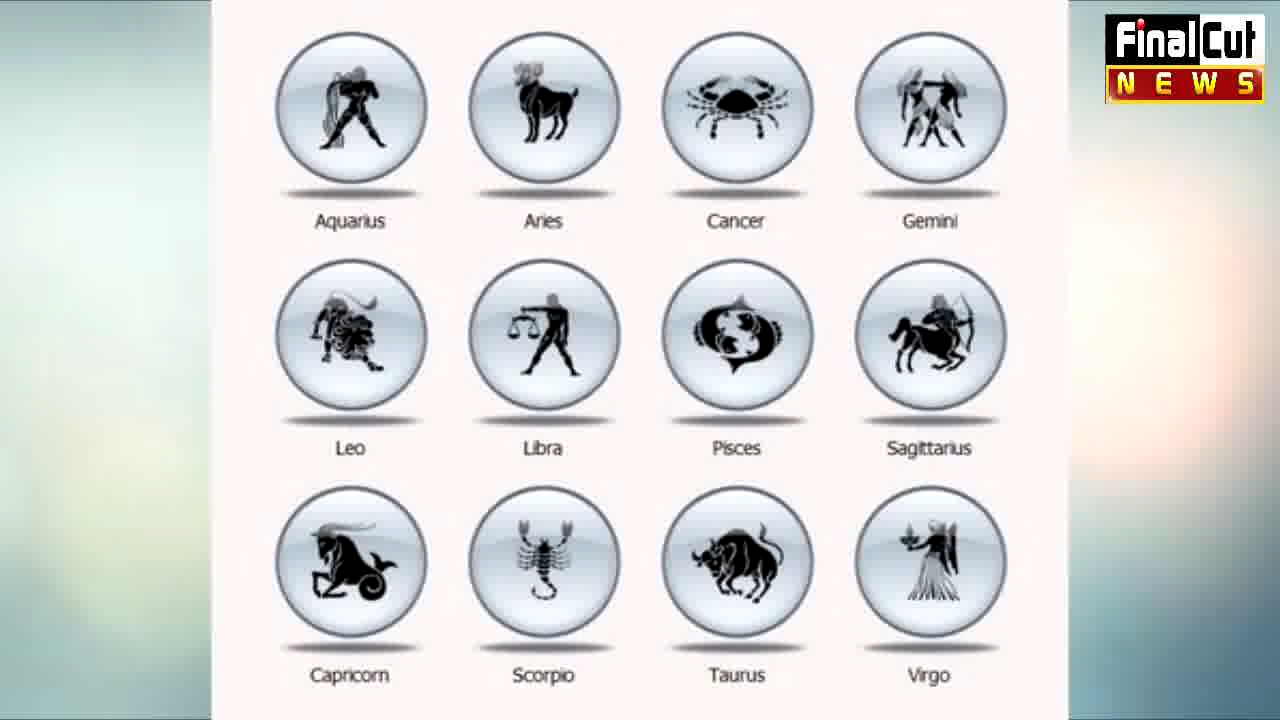 FinalCut
NEWS
Aquarius
Aries
Cancer
Gemini
Leo
Libra
Pisces
Sagittarius
Capricorn
Scorpio
Taurus
Virgo